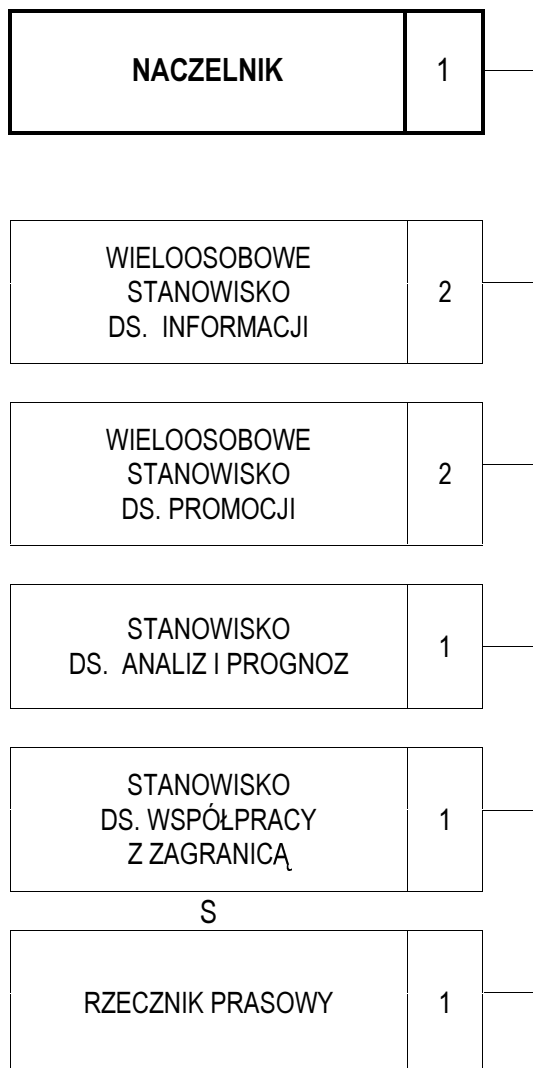 NACZELNIK 1
WIELOOSOBOWE
STANOWISKO 2
DS. INFORMACJI
WIELOOSOBOWE
STANOWISKO 2
DS. PROMOCJI
STANOWISKO
DS. ANALIZ I PROGNOZ 1
STANOWISKO
DS. WSPÓŁPRACY 1
Z ZAGRANICĄ
S
RZECZNIK PRASOWY 1